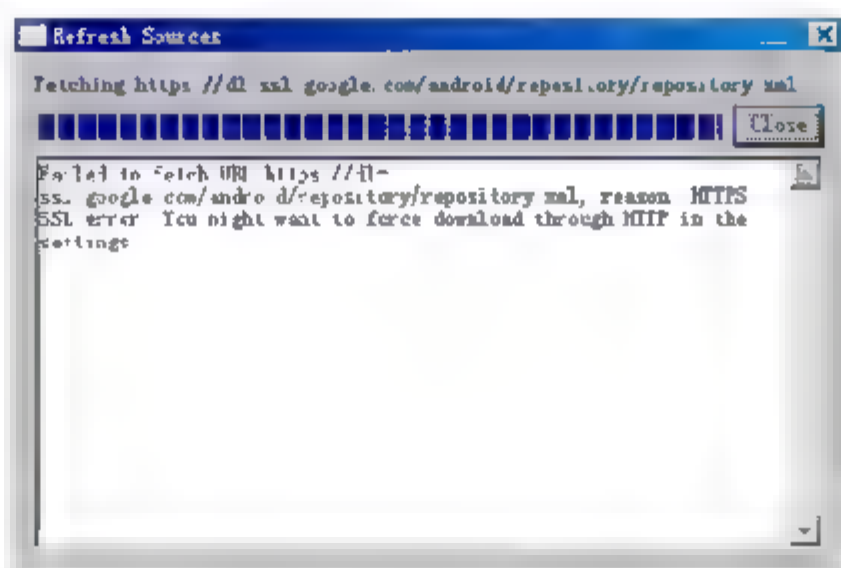 Refresh Sources
Fetching https://dl-ssl.google.com/android/repository/repository.xml
Close
Failed to fetch URL https://dl-
ssl.google.com/android/repository/repository.xml, reason: HTTPS
SSL error. You might want to force download through HTTP in the
settings